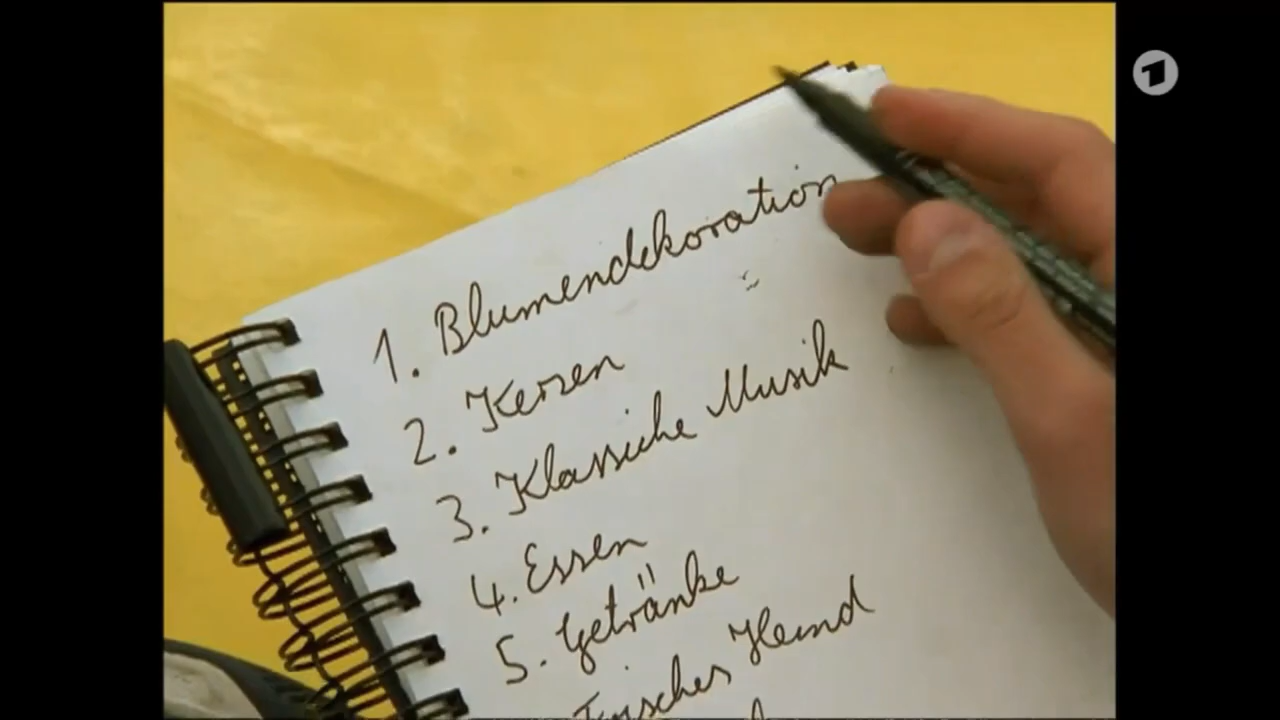 1. Blumendekoration
2. Kerzen
3. Klassiche Musik
4. Essen
5. Getränke
Frisches Hemd